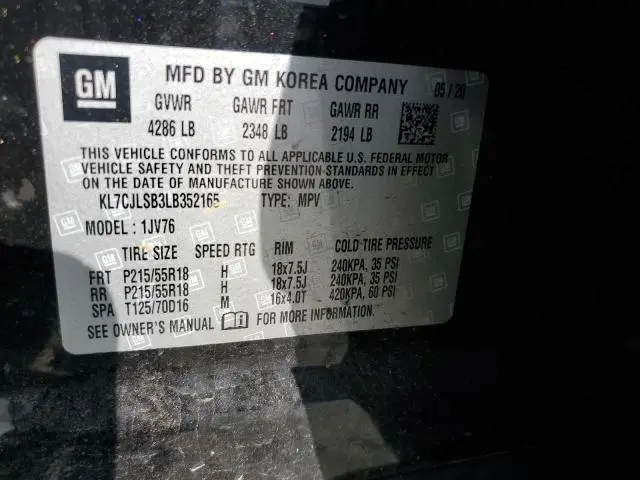 GM
MFD BY GM KOREA COMPANY 05/20
GVWR GAWR FRT GAWR RR
4286 LB 2348 LB 2194 LB
THIS VEHICLE CONFORMS TO ALL APPLICABLE U.S. FEDERAL MOTOR
VEHICLE SAFETY AND THEFT PREVENTION STANDARDS IN EFFECT
ON THE DATE OF MANUFACTURE SHOWN ABOVE.
KL7CJLSB3LB352165 TYPE: MPV
MODEL: 1JV76
TIRE SIZE SPEED RTG RIM COLD TIRE PRESSURE
FRT P215/55R18 H 18x7.5J 240KPA, 35 PSI
RR P215/55R18 H 18x7.5J 240KPA, 35 PSI
SPA T125/70D16 M 16x4.0T 420KPA, 60 PSI
SEE OWNER'S MANUAL FOR MORE INFORMATION.